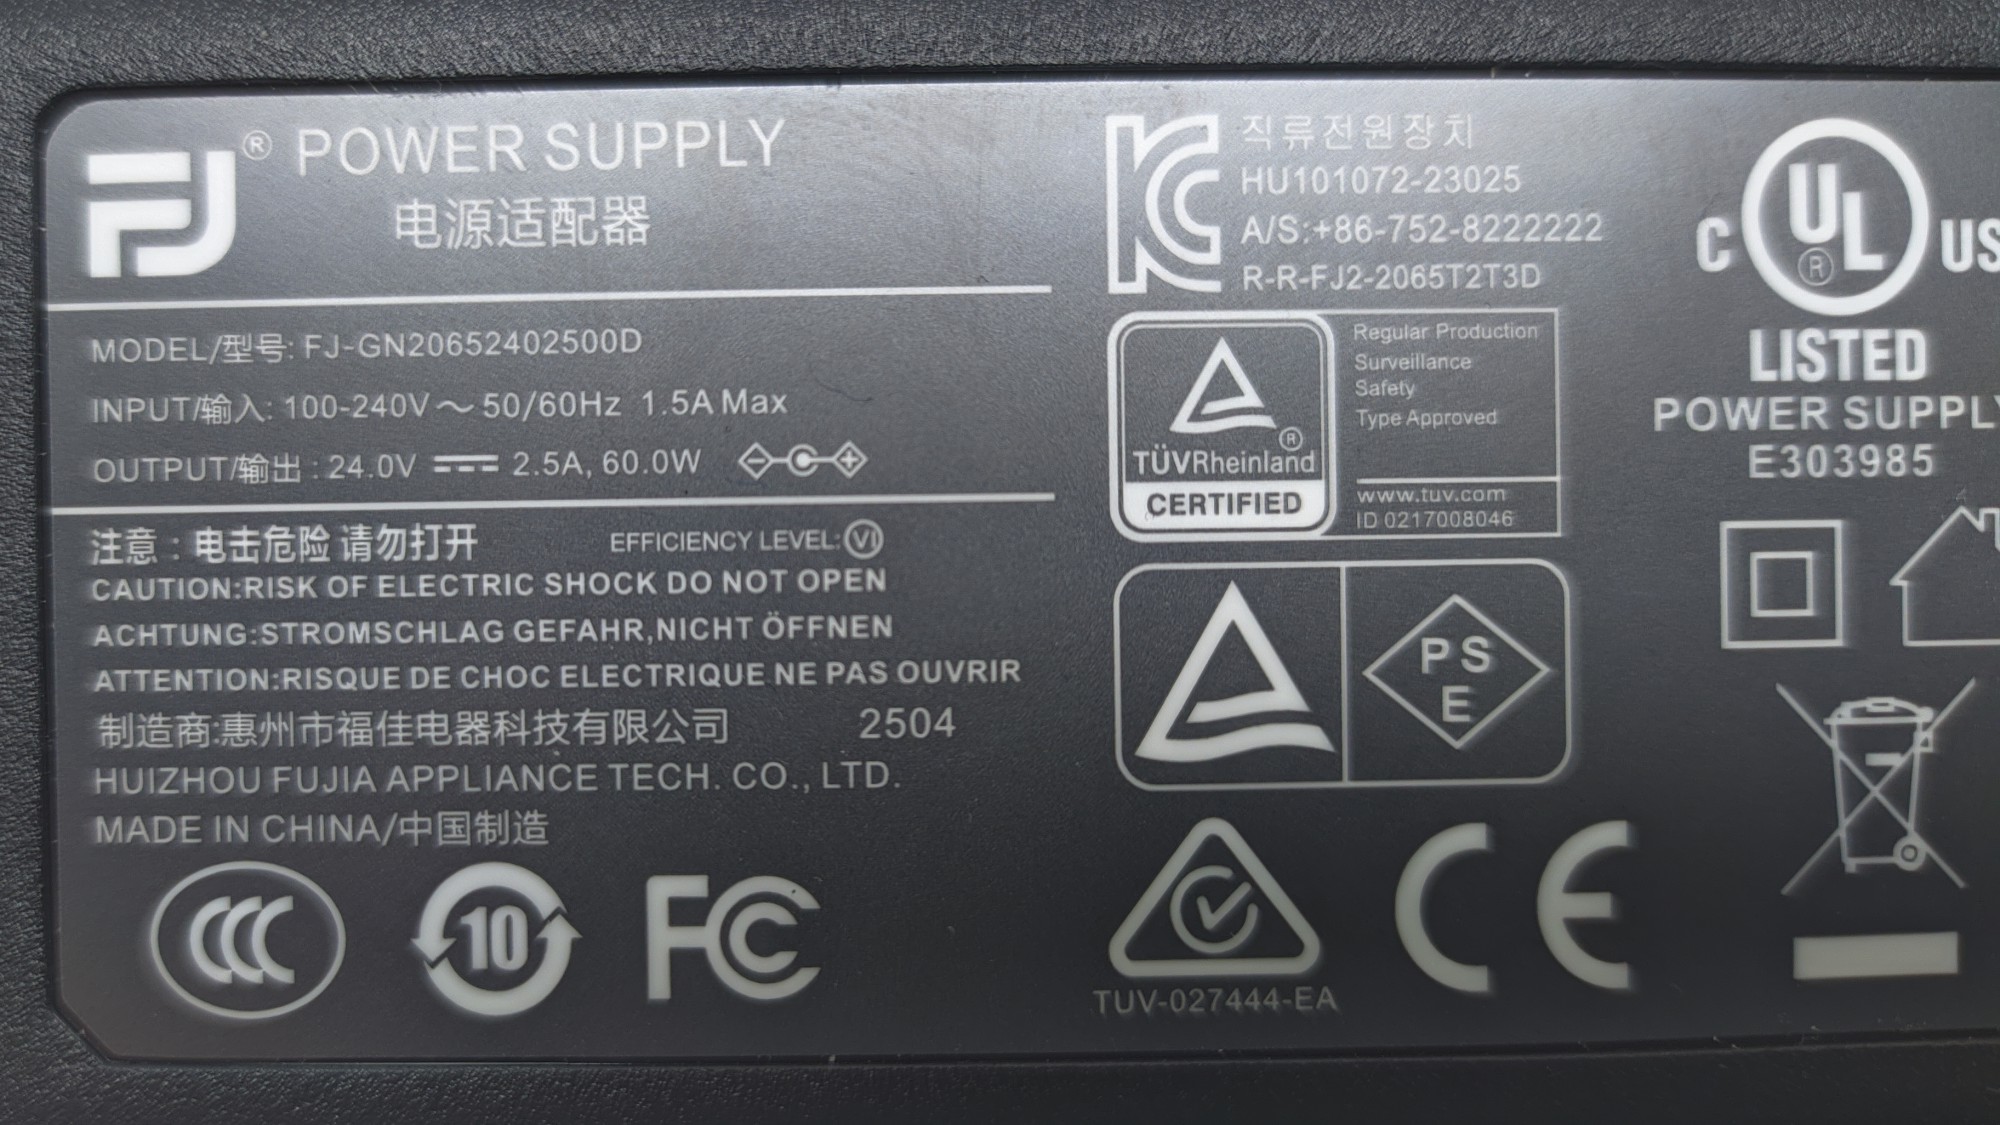 FJ® POWER SUPPLY
电源适配器
MODEL/型号: FJ-GN20652402500D
INPUT/输入: 100-240V～50/60Hz 1.5A Max
OUTPUT/输出: 24.0V ⎓ 2.5A, 60.0W
注意：电击危险 请勿打开 EFFICIENCY LEVEL:Ⓥ VI
CAUTION:RISK OF ELECTRIC SHOCK DO NOT OPEN
ACHTUNG:STROMSCHLAG GEFAHR,NICHT ÖFFNEN
ATTENTION:RISQUE DE CHOC ELECTRIQUE NE PAS OUVRIR
制造商:惠州市福佳电器科技有限公司 2504
HUIZHOU FUJIA APPLIANCE TECH. CO., LTD.
MADE IN CHINA/中国制造
CCC 10 FC
KC
직류전원장치
HU101072-23025
A/S:+86-752-8222222
R-R-FJ2-2065T2T3D
TÜVRheinland ®
CERTIFIED
Regular Production
Surveillance
Safety
Type Approved
www.tuv.com
ID 0217008046
PS
E
TUV-027444-EA
CE
C UL® US
LISTED
POWER SUPPLY
E303985